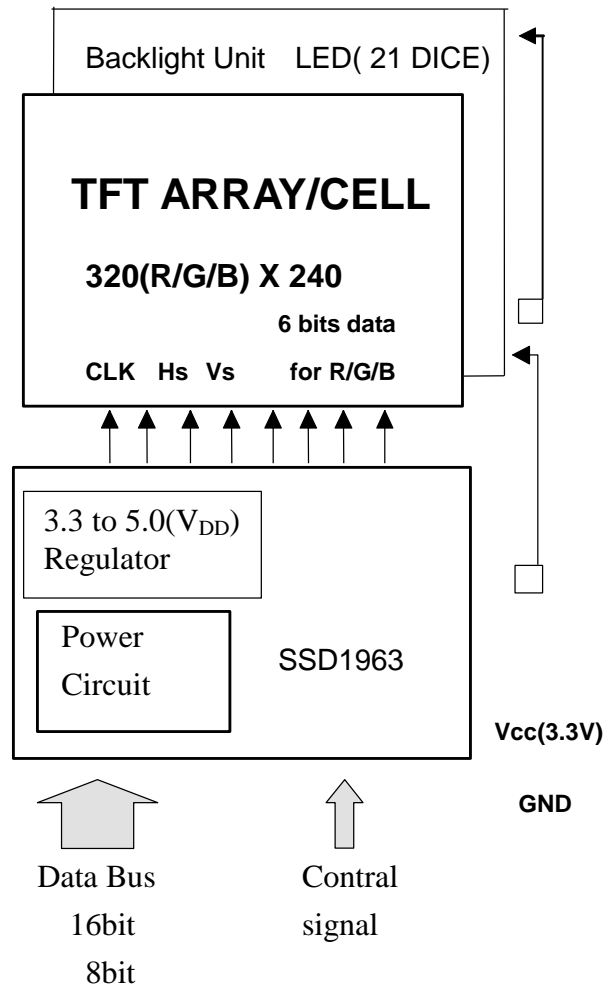 Backlight Unit LED( 21 DICE)
TFT ARRAY/CELL
320(R/G/B) X 240
6 bits data
CLK Hs Vs for R/G/B
3.3 to 5.0(VDD)
Regulator
Power
Circuit
SSD1963
Vcc(3.3V)
GND
Data Bus
16bit
8bit
Contral
signal